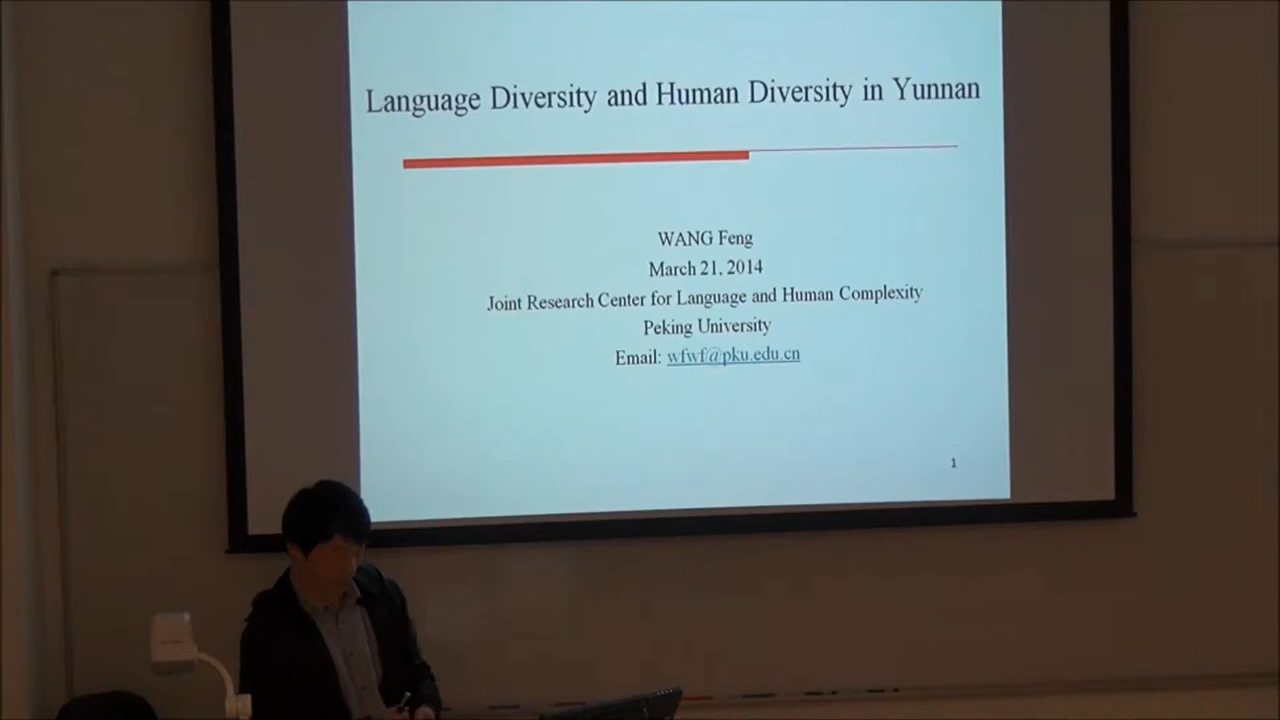 Language Diversity and Human Diversity in Yunnan
WANG Feng
March 21, 2014
Joint Research Center for Language and Human Complexity
Peking University
Email: wfwf@pku.edu.cn
1